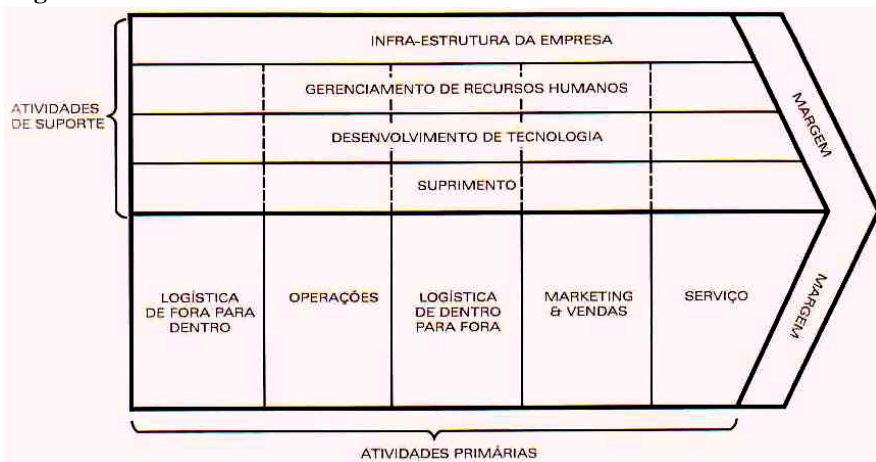 INFRA-ESTRUTURA DA EMPRESA
GERENCIAMENTO DE RECURSOS HUMANOS
ATIVIDADES
DE SUPORTE
DESENVOLVIMENTO DE TECNOLOGIA
SUPRIMENTO
MARGEM
LOGÍSTICA
DE FORA PARA
DENTRO
OPERAÇÕES
LOGÍSTICA
DE DENTRO
PARA FORA
MARKETING
& VENDAS
SERVIÇO
MARGEM
ATIVIDADES PRIMÁRIAS